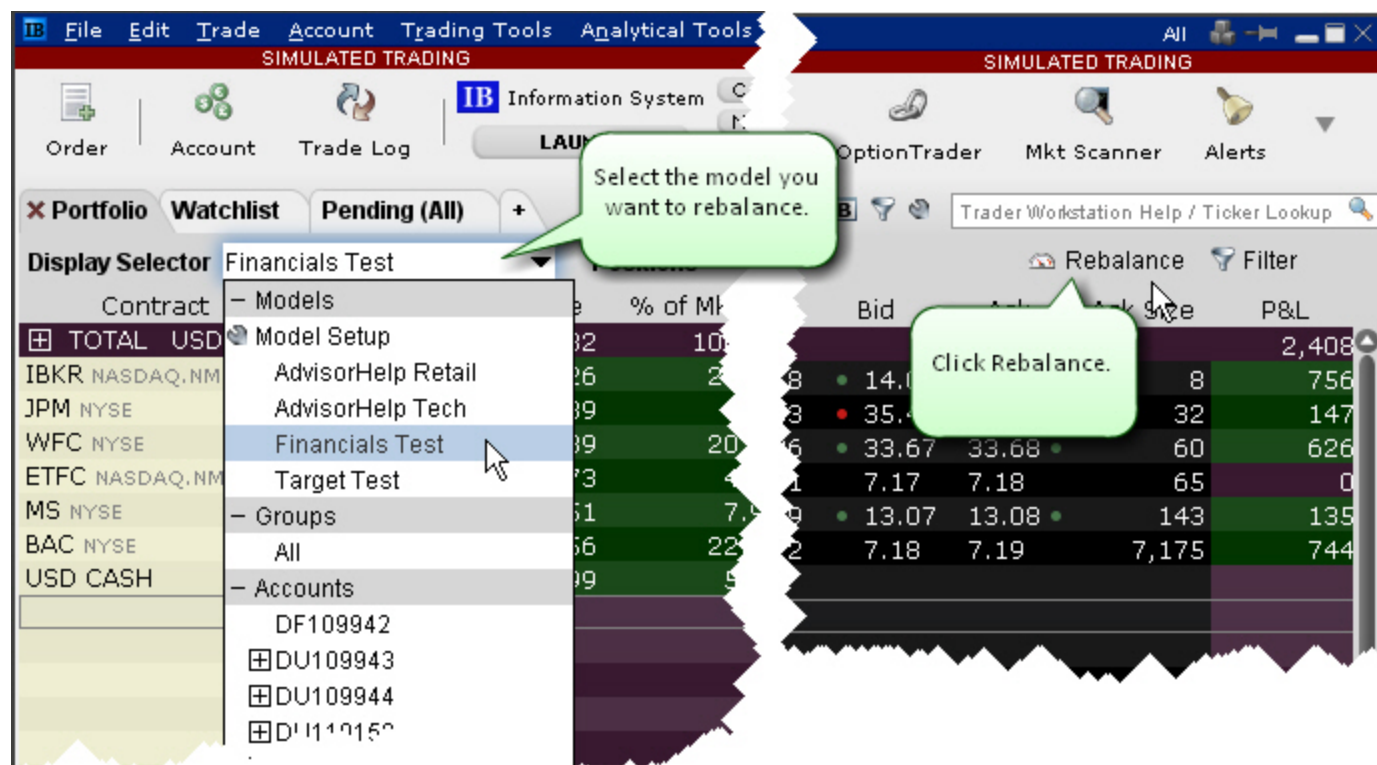 IB File Edit Trade Account Trading Tools Analytical Tools All
SIMULATED TRADING SIMULATED TRADING
IB Information System
Order Account Trade Log OptionTrader Mkt Scanner Alerts
Select the model you
want to rebalance.
Portfolio Watchlist Pending (All) + Trader Workstation Help / Ticker Lookup
Display Selector Financials Test Rebalance Filter
Contract % of Bid P&L
Click Rebalance.
TOTAL USD 2,408
IBKR NASDAQ.NM 8 756
JPM NYSE 32 147
WFC NYSE 33.67 33.68 60 626
ETFC NASDAQ.NM 7.17 7.18 65 0
MS NYSE 13.07 13.08 143 135
BAC NYSE 7.18 7.19 7,175 744
USD CASH
– Models
Model Setup
AdvisorHelp Retail
AdvisorHelp Tech
Financials Test
Target Test
– Groups
All
– Accounts
DF109942
DU109943
DU109944